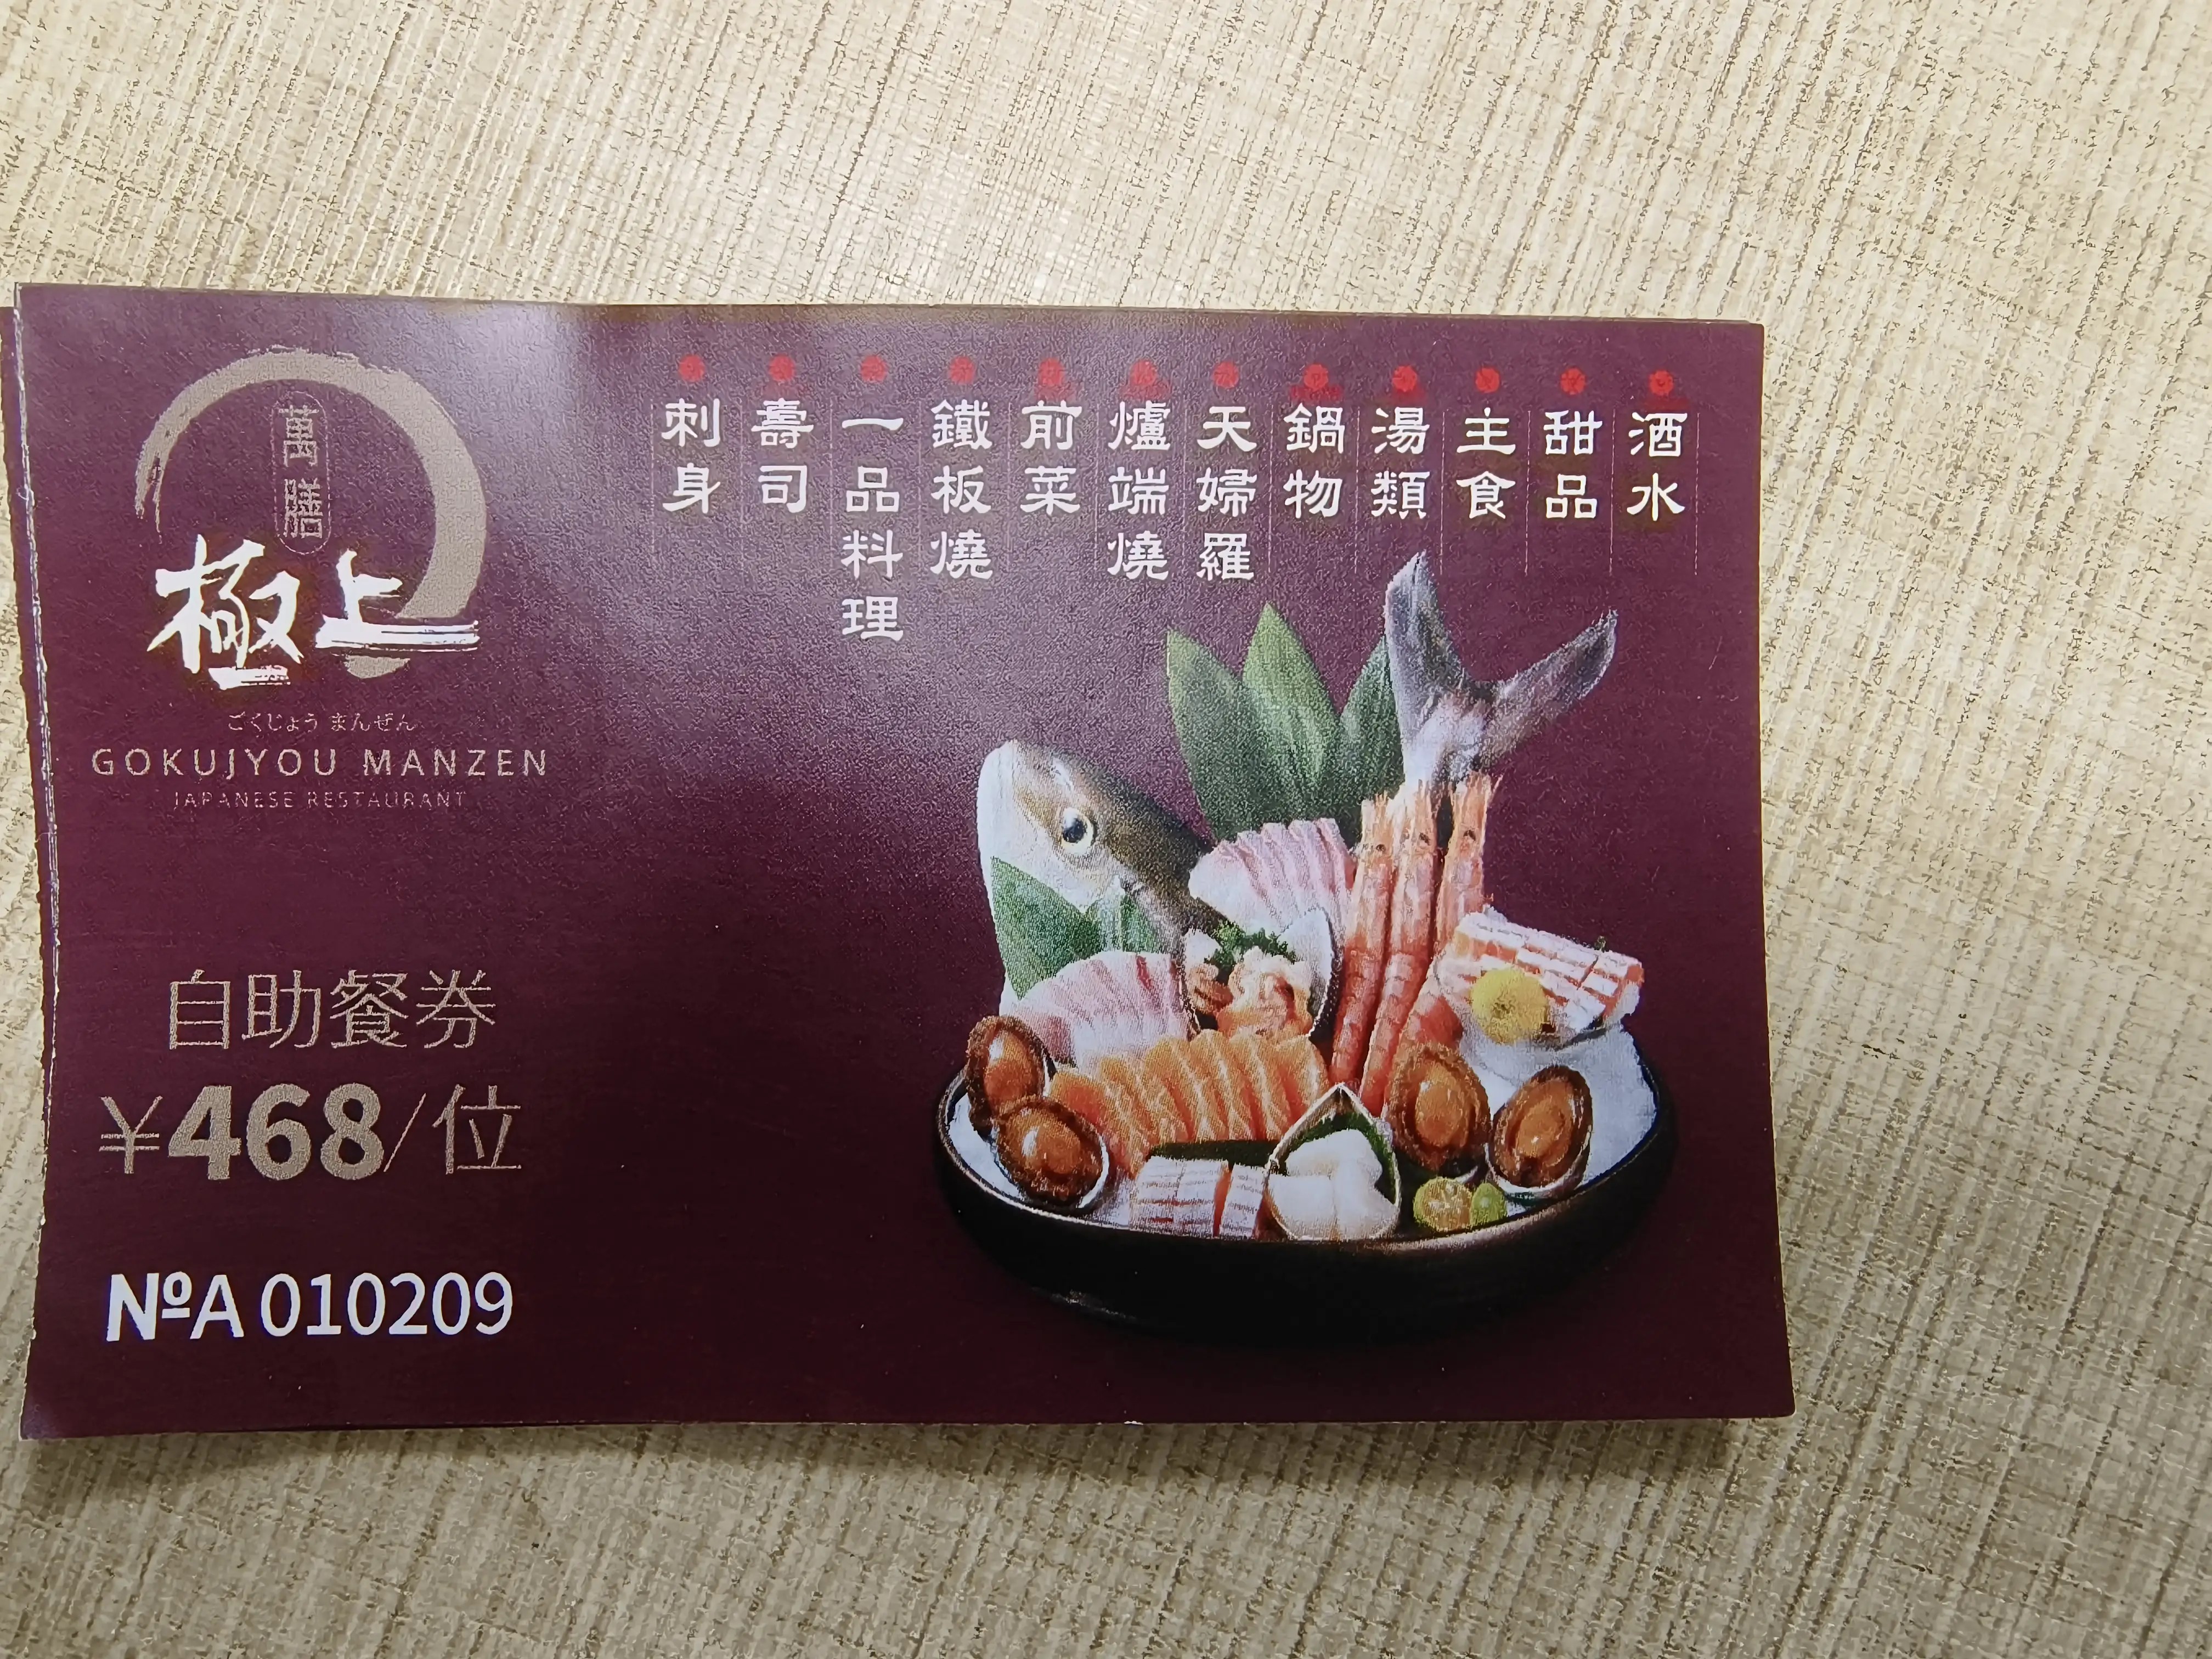 萬膳
極上
ごくじょう まんぜん
GOKUJYOU MANZEN
JAPANESE RESTAURANT
自助餐券
¥468/位
№A 010209
刺身
壽司
一品料理
鐵板燒
前菜
爐端燒
天婦羅
鍋物
湯類
主食
甜品
酒水